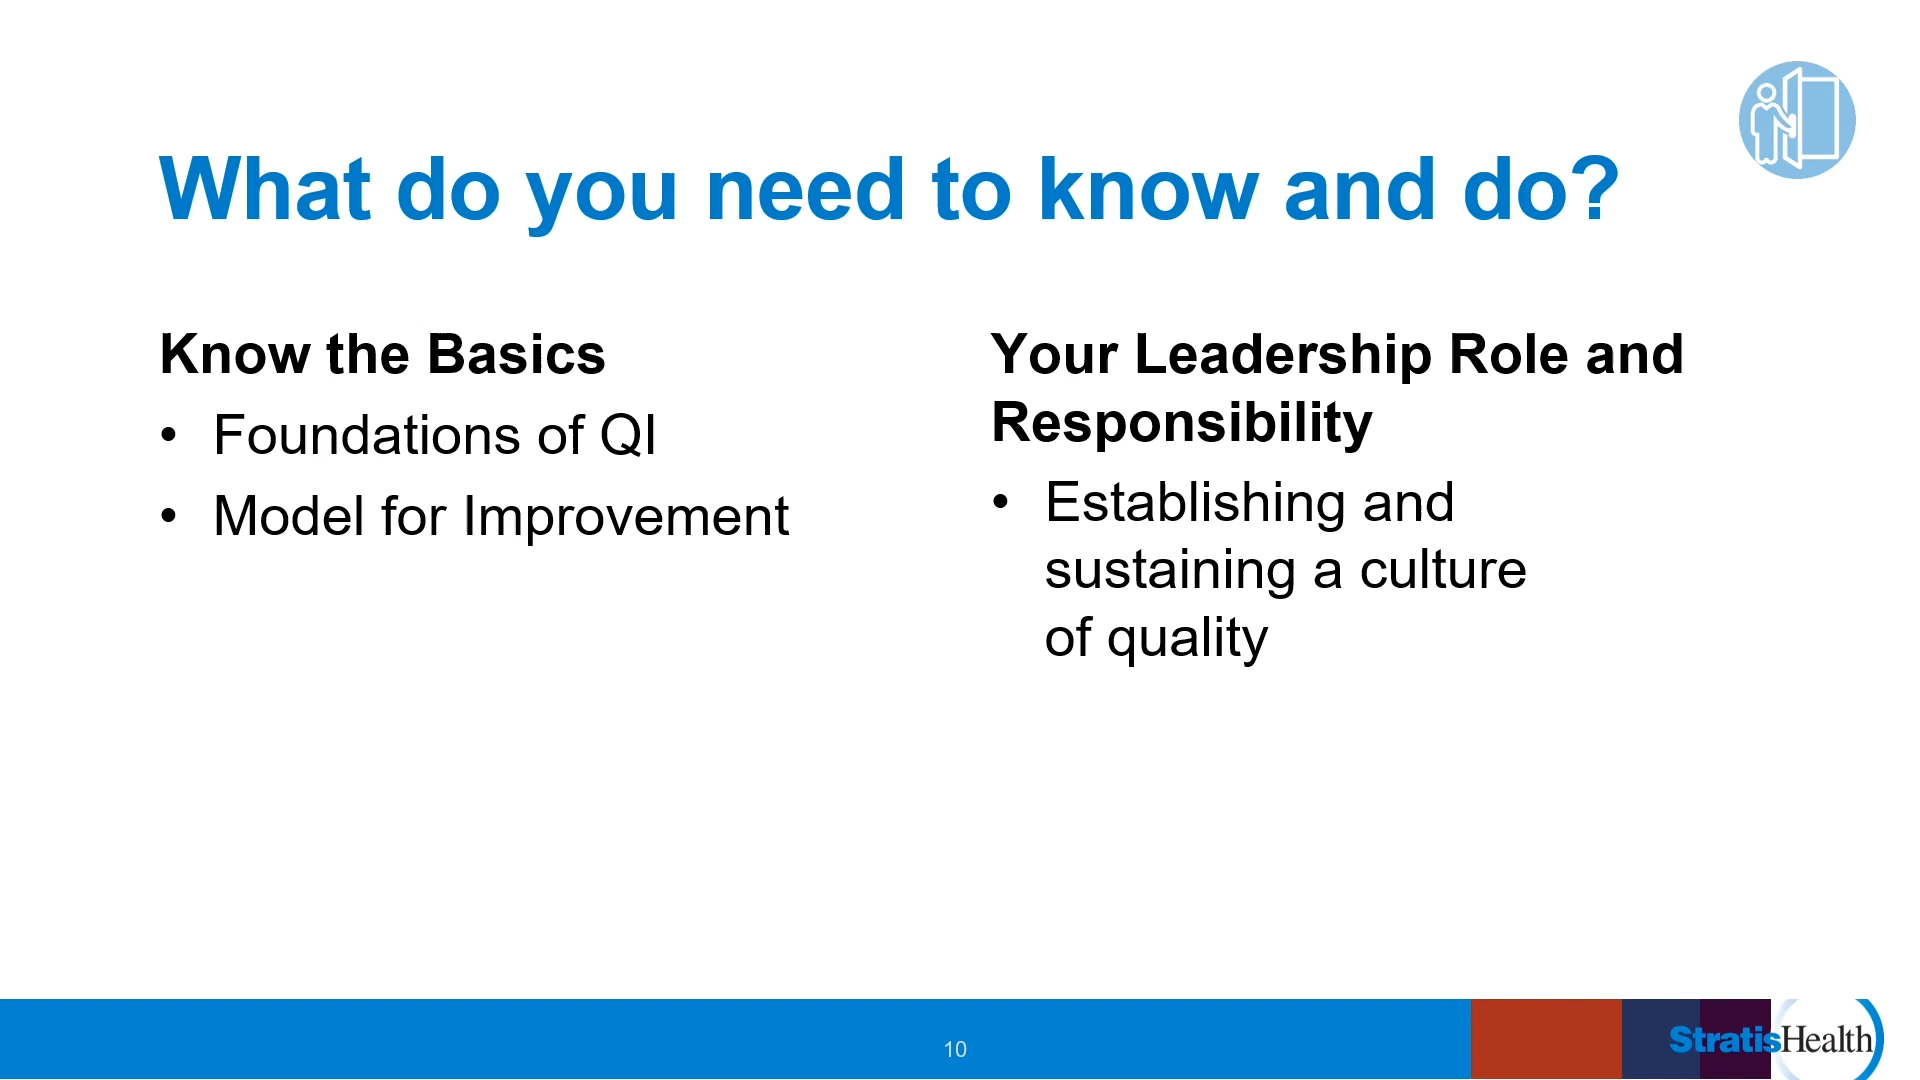 What do you need to know and do?
Know the Basics
• Foundations of QI
• Model for Improvement
Your Leadership Role and
Responsibility
• Establishing and
sustaining a culture
of quality
10
StratisHealth